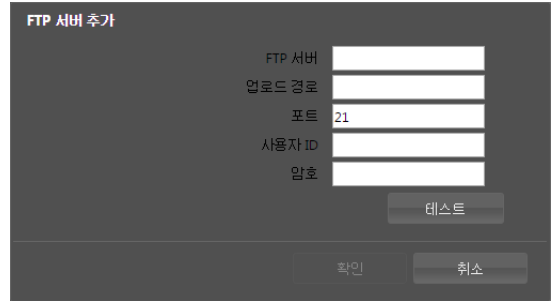 FTP 서버 추가
FTP 서버
업로드 경로
포트 21
사용자 ID
암호
테스트
확인 취소